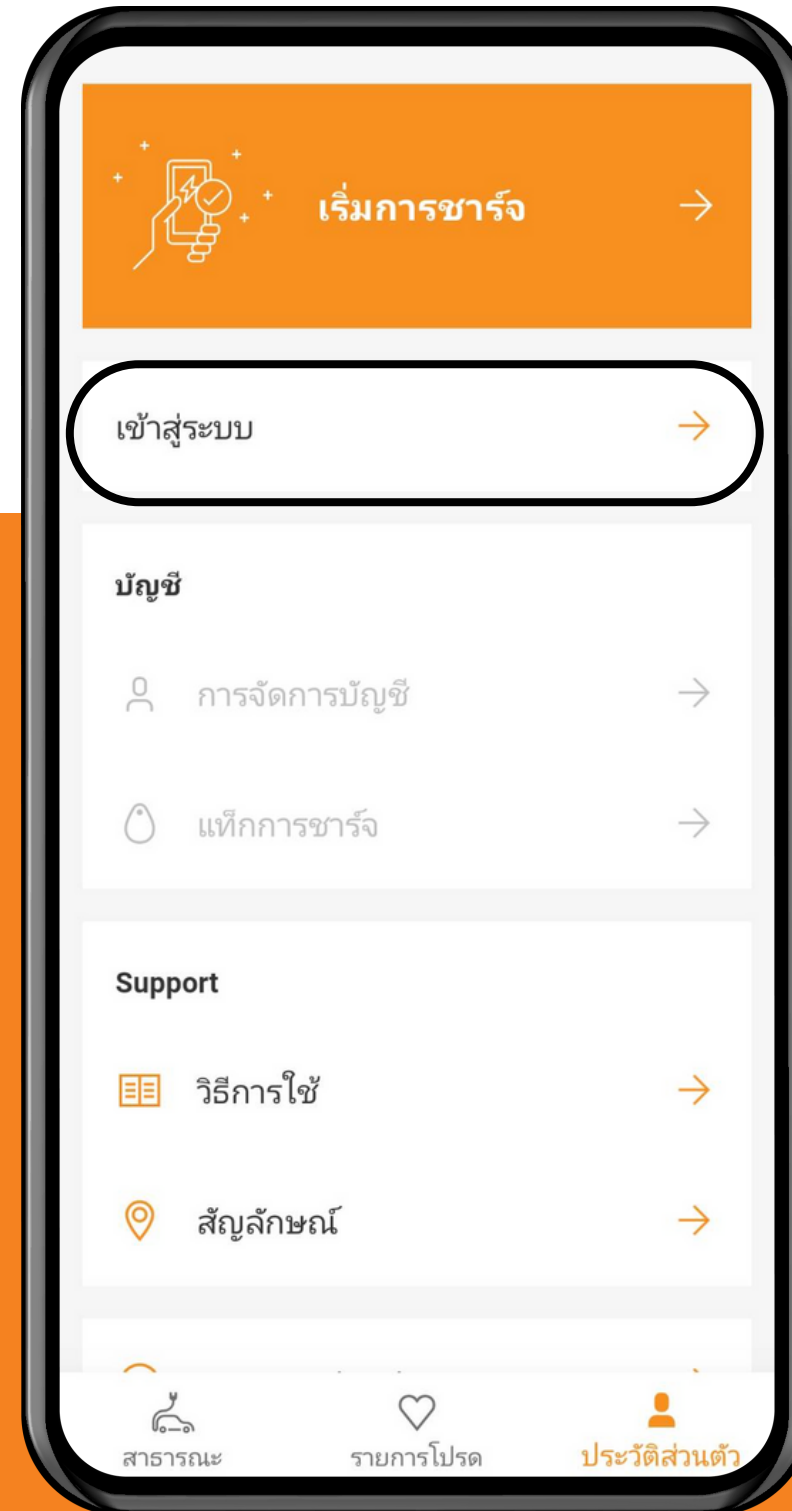 เริ่มการชาร์จ
เข้าสู่ระบบ
บัญชี
การจัดการบัญชี
แท็กการชาร์จ
Support
วิธีการใช้
สัญลักษณ์
สาธารณะ
รายการโปรด
ประวัติส่วนตัว